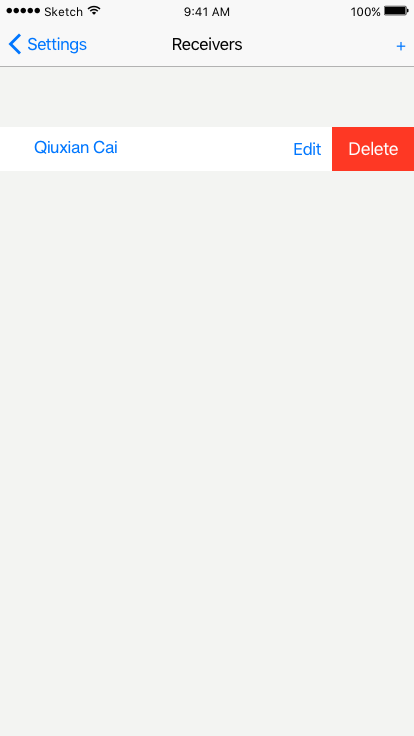 Sketch 9:41 AM 100%
Settings Receivers +
Qiuxian Cai Edit Delete